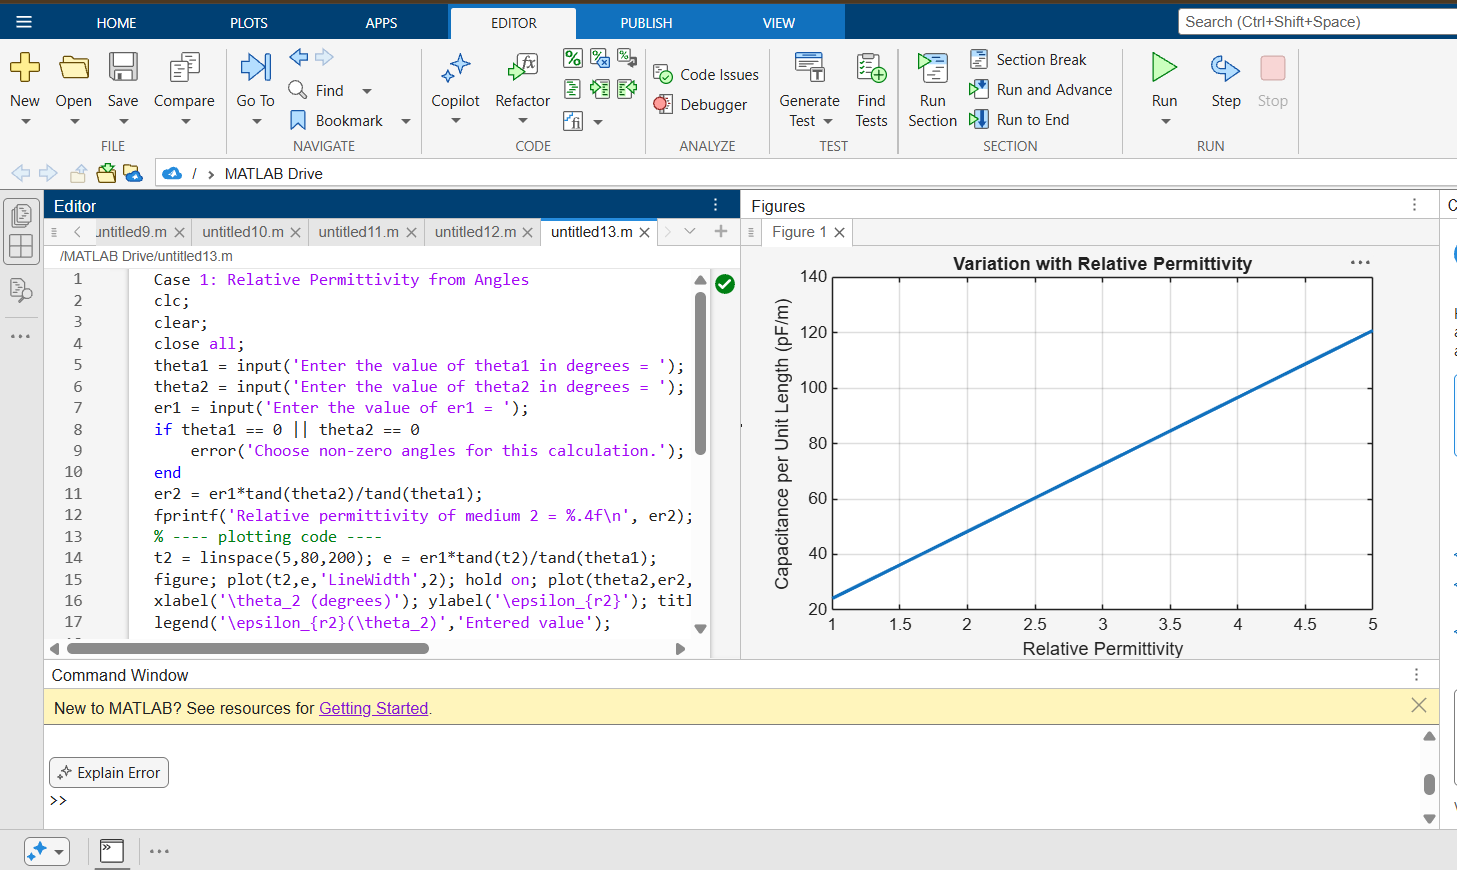 HOME PLOTS APPS EDITOR PUBLISH VIEW Search (Ctrl+Shift+Space)
New Open Save Compare Go To Find Bookmark Copilot Refactor Code Issues Debugger Generate Test Find Tests Run Section Section Break Run and Advance Run to End Run Step Stop
FILE NAVIGATE CODE ANALYZE TEST SECTION RUN
/ › MATLAB Drive
Editor
untitled9.m untitled10.m untitled11.m untitled12.m untitled13.m
/MATLAB Drive/untitled13.m
1 Case 1: Relative Permittivity from Angles
2 clc;
3 clear;
4 close all;
5 theta1 = input('Enter the value of theta1 in degrees = ');
6 theta2 = input('Enter the value of theta2 in degrees = ');
7 er1 = input('Enter the value of er1 = ');
8 if theta1 == 0 || theta2 == 0
9 error('Choose non-zero angles for this calculation.');
10 end
11 er2 = er1*tand(theta2)/tand(theta1);
12 fprintf('Relative permittivity of medium 2 = %.4f\n', er2);
13 % ---- plotting code ----
14 t2 = linspace(5,80,200); e = er1*tand(t2)/tand(theta1);
15 figure; plot(t2,e,'LineWidth',2); hold on; plot(theta2,er2,
16 xlabel('\theta_2 (degrees)'); ylabel('\epsilon_{r2}'); titl
17 legend('\epsilon_{r2}(\theta_2)','Entered value');
Figures
Figure 1
Variation with Relative Permittivity
Capacitance per Unit Length (pF/m)
140
120
100
80
60
40
20
1 1.5 2 2.5 3 3.5 4 4.5 5
Relative Permittivity
Command Window
New to MATLAB? See resources for Getting Started.
Explain Error
>>